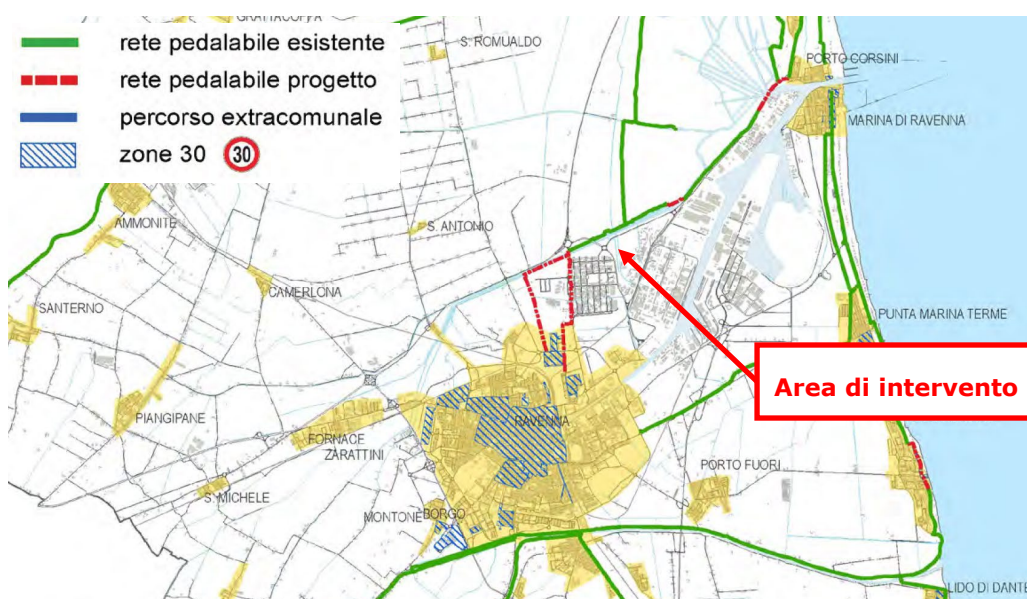 GRATTACOPPA
rete pedalabile esistente
rete pedalabile progetto
percorso extracomunale
zone 30 30
S. ROMUALDO
PORTO CORSINI
MARINA DI RAVENNA
AMMONITE
S. ANTONIO
CAMERLONA
SANTERNO
PUNTA MARINA TERME
Area di intervento
PIANGIPANE
RAVENNA
FORNACE
ZARATTINI
PORTO FUORI
S. MICHELE
MONTONE
BORGO
LIDO DI DANTE